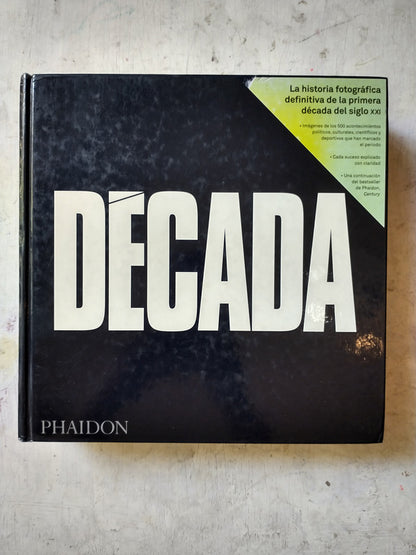 La historia fotográfica
definitiva de la primera
década del siglo XXI
• Imágenes de los 500 acontecimientos
políticos, culturales, científicos y
deportivos que han marcado
el periodo
• Cada suceso explicado
con claridad
• Una continuación
del bestseller
de Phaidon,
Century
DÉCADA
PHAIDON